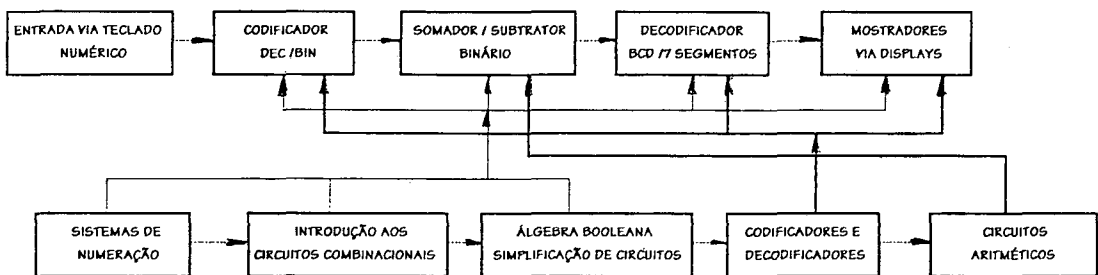 ENTRADA VIA TECLADO
NUMÉRICO
CODIFICADOR
DEC /BIN
SOMADOR / SUBTRATOR
BINÁRIO
DECODIFICADOR
BCD /7 SEGMENTOS
MOSTRADORES
VIA DISPLAYS
SISTEMAS DE
NUMERAÇÃO
INTRODUÇÃO AOS
CIRCUITOS COMBINACIONAIS
ÁLGEBRA BOOLEANA
SIMPLIFICAÇÃO DE CIRCUITOS
CODIFICADORES E
DECODIFICADORES
CIRCUITOS
ARITMÉTICOS